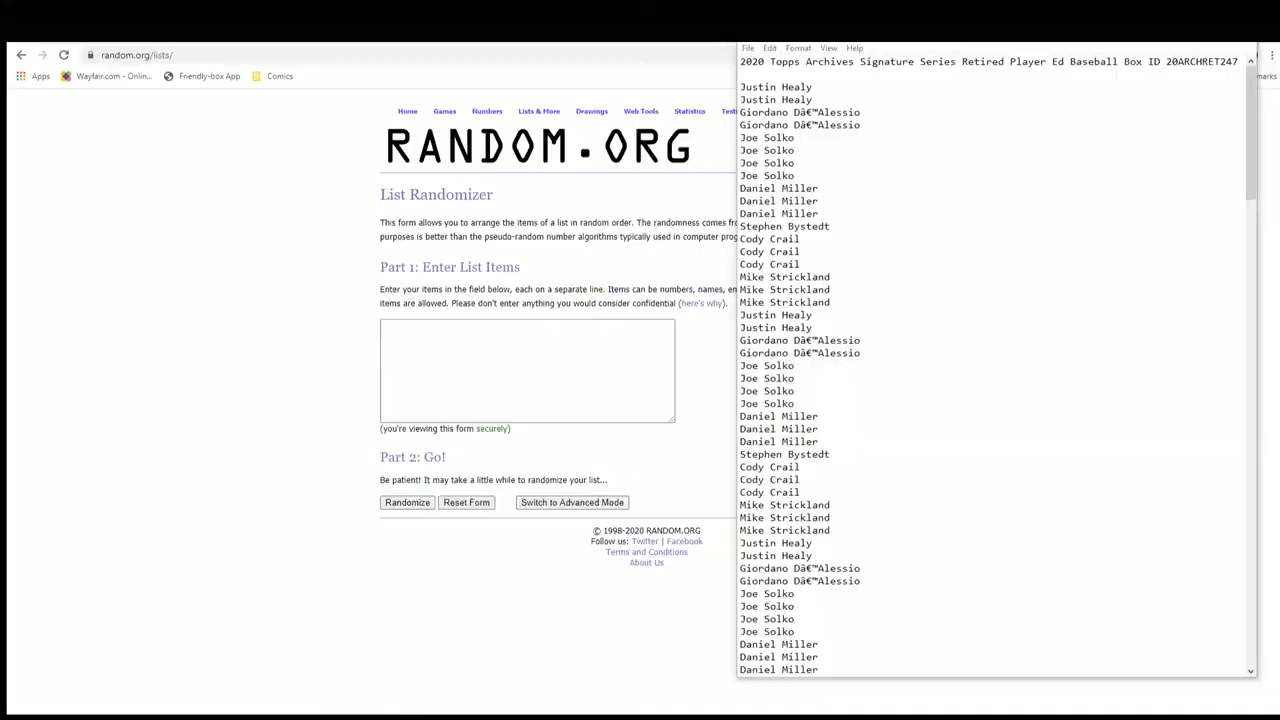 random.org/lists/
Apps Wayfair.com - Onlin... Friendly-box App Comics
marks
Home Games Numbers Lists & More Drawings Web Tools Statistics Testi
RANDOM.ORG
List Randomizer
This form allows you to arrange the items of a list in random order. The randomness comes fr
purposes is better than the pseudo-random number algorithms typically used in computer prog
Part 1: Enter List Items
Enter your items in the field below, each on a separate line. Items can be numbers, names, em
items are allowed. Please don't enter anything you would consider confidential (here's why).
(you're viewing this form securely)
Part 2: Go!
Be patient! It may take a little while to randomize your list...
Randomize Reset Form Switch to Advanced Mode
© 1998-2020 RANDOM.ORG
Follow us: Twitter | Facebook
Terms and Conditions
About Us
File Edit Format View Help
2020 Topps Archives Signature Series Retired Player Ed Baseball Box ID 20ARCHRET247
Justin Healy
Justin Healy
Giordano Dâ€™Alessio
Giordano Dâ€™Alessio
Joe Solko
Joe Solko
Joe Solko
Joe Solko
Daniel Miller
Daniel Miller
Daniel Miller
Stephen Bystedt
Cody Crail
Cody Crail
Cody Crail
Mike Strickland
Mike Strickland
Mike Strickland
Justin Healy
Justin Healy
Giordano Dâ€™Alessio
Giordano Dâ€™Alessio
Joe Solko
Joe Solko
Joe Solko
Joe Solko
Daniel Miller
Daniel Miller
Daniel Miller
Stephen Bystedt
Cody Crail
Cody Crail
Cody Crail
Mike Strickland
Mike Strickland
Mike Strickland
Justin Healy
Justin Healy
Giordano Dâ€™Alessio
Giordano Dâ€™Alessio
Joe Solko
Joe Solko
Joe Solko
Joe Solko
Daniel Miller
Daniel Miller
Daniel Miller